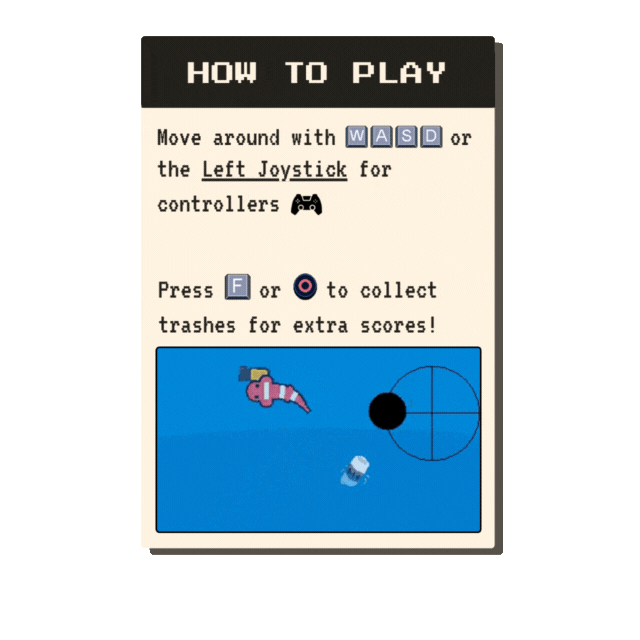 HOW TO PLAY
Move around with W A S D or
the Left Joystick for
controllers
Press F or to collect
trashes for extra scores!